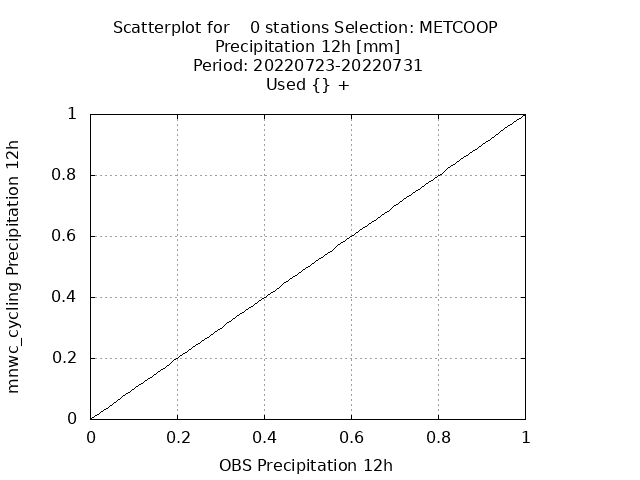 Scatterplot for    0 stations Selection: METCOOP
Precipitation 12h [mm]
Period: 20220723-20220731
Used {} +
mnwc_cycling Precipitation 12h
1
0.8
0.6
0.4
0.2
0
0 0.2 0.4 0.6 0.8 1
OBS Precipitation 12h